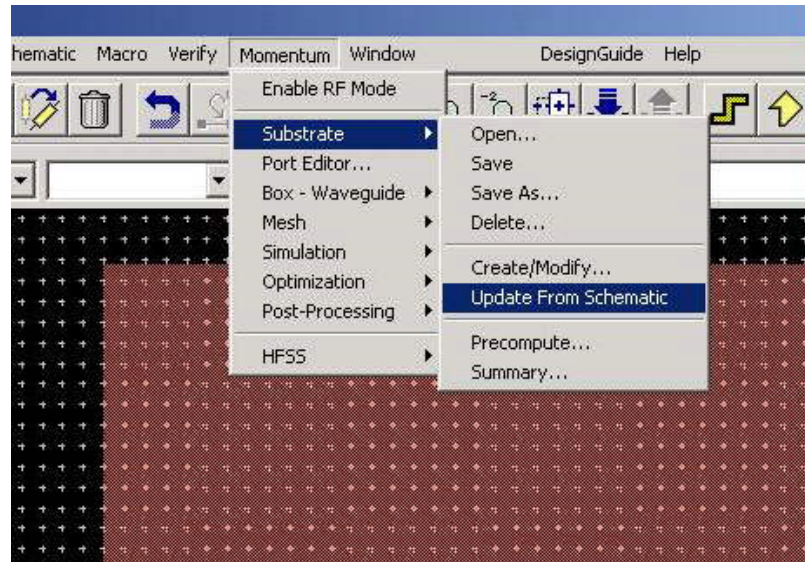 hematic Macro Verify Momentum Window DesignGuide Help
Enable RF Mode
Substrate
Port Editor...
Box - Waveguide
Mesh
Simulation
Optimization
Post-Processing
HFSS
Open...
Save
Save As...
Delete...
Create/Modify...
Update From Schematic
Precompute...
Summary...